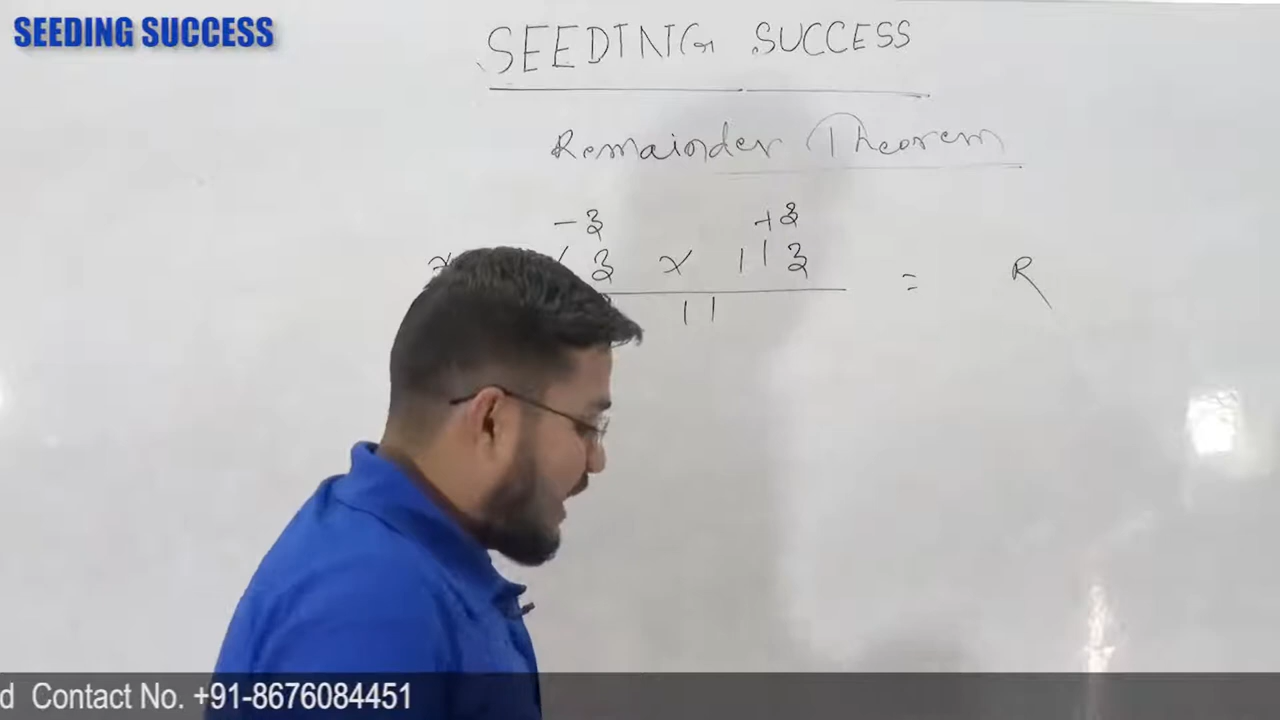 SEEDING SUCCESS
SEEDING SUCCESS
Remainder Theorem
-3 +3
3 x 113 = R
11
d Contact No. +91-8676084451